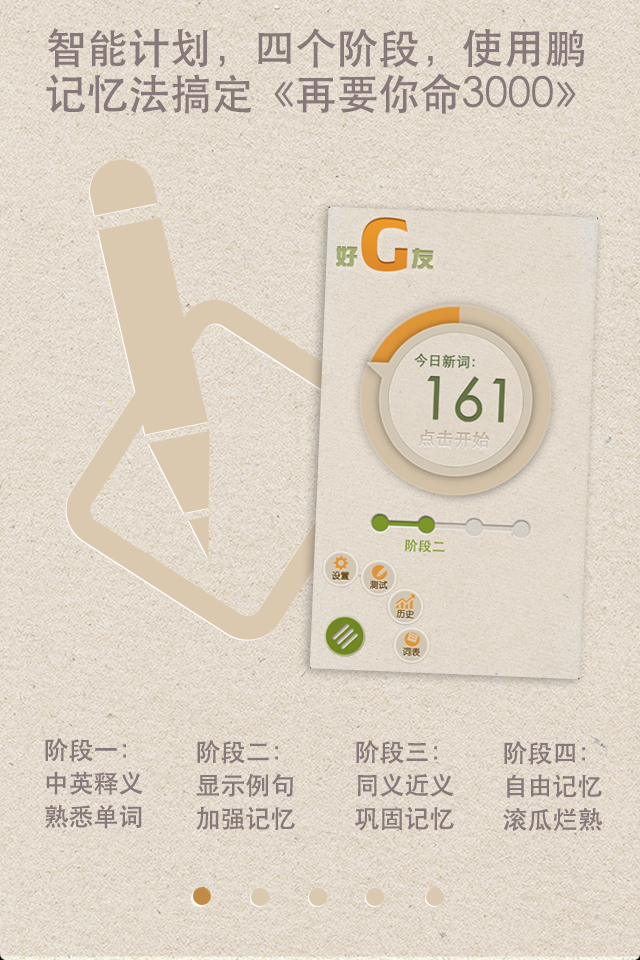 智能计划，四个阶段，使用鹏
记忆法搞定《再要你命3000》
好G友
今日新词：
161
点击开始
阶段二
设置
测试
历史
词表
阶段一：
中英释义
熟悉单词
阶段二：
显示例句
加强记忆
阶段三：
同义近义
巩固记忆
阶段四：
自由记忆
滚瓜烂熟